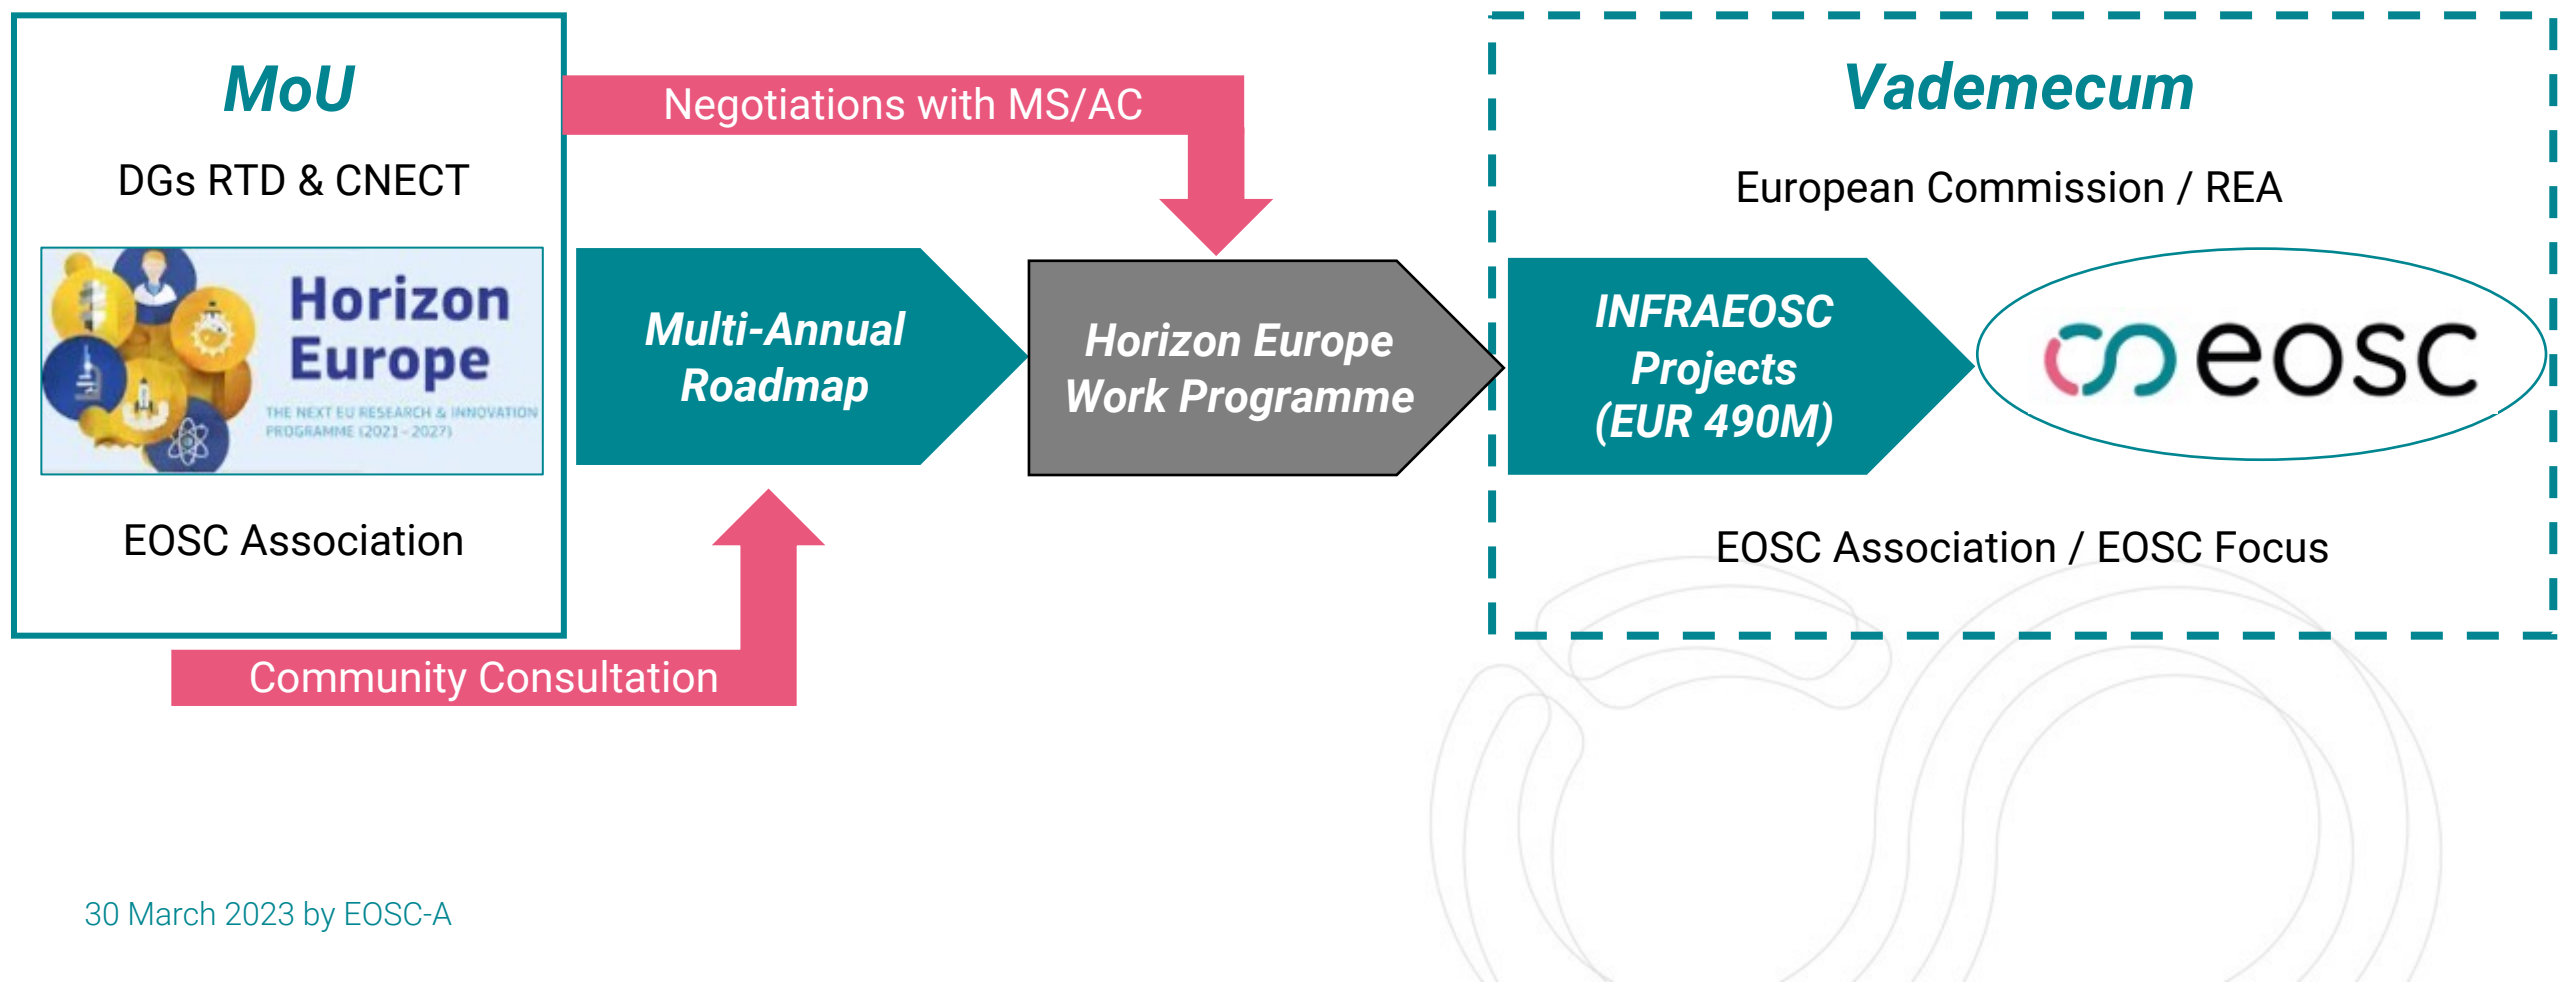 MoU
DGs RTD & CNECT
Horizon
Europe
THE NEXT EU RESEARCH & INNOVATION
PROGRAMME (2021 – 2027)
EOSC Association
Negotiations with MS/AC
Multi-Annual
Roadmap
Community Consultation
Horizon Europe
Work Programme
Vademecum
European Commission / REA
INFRAEOSC
Projects
(EUR 490M)
eosc
EOSC Association / EOSC Focus
30 March 2023 by EOSC-A